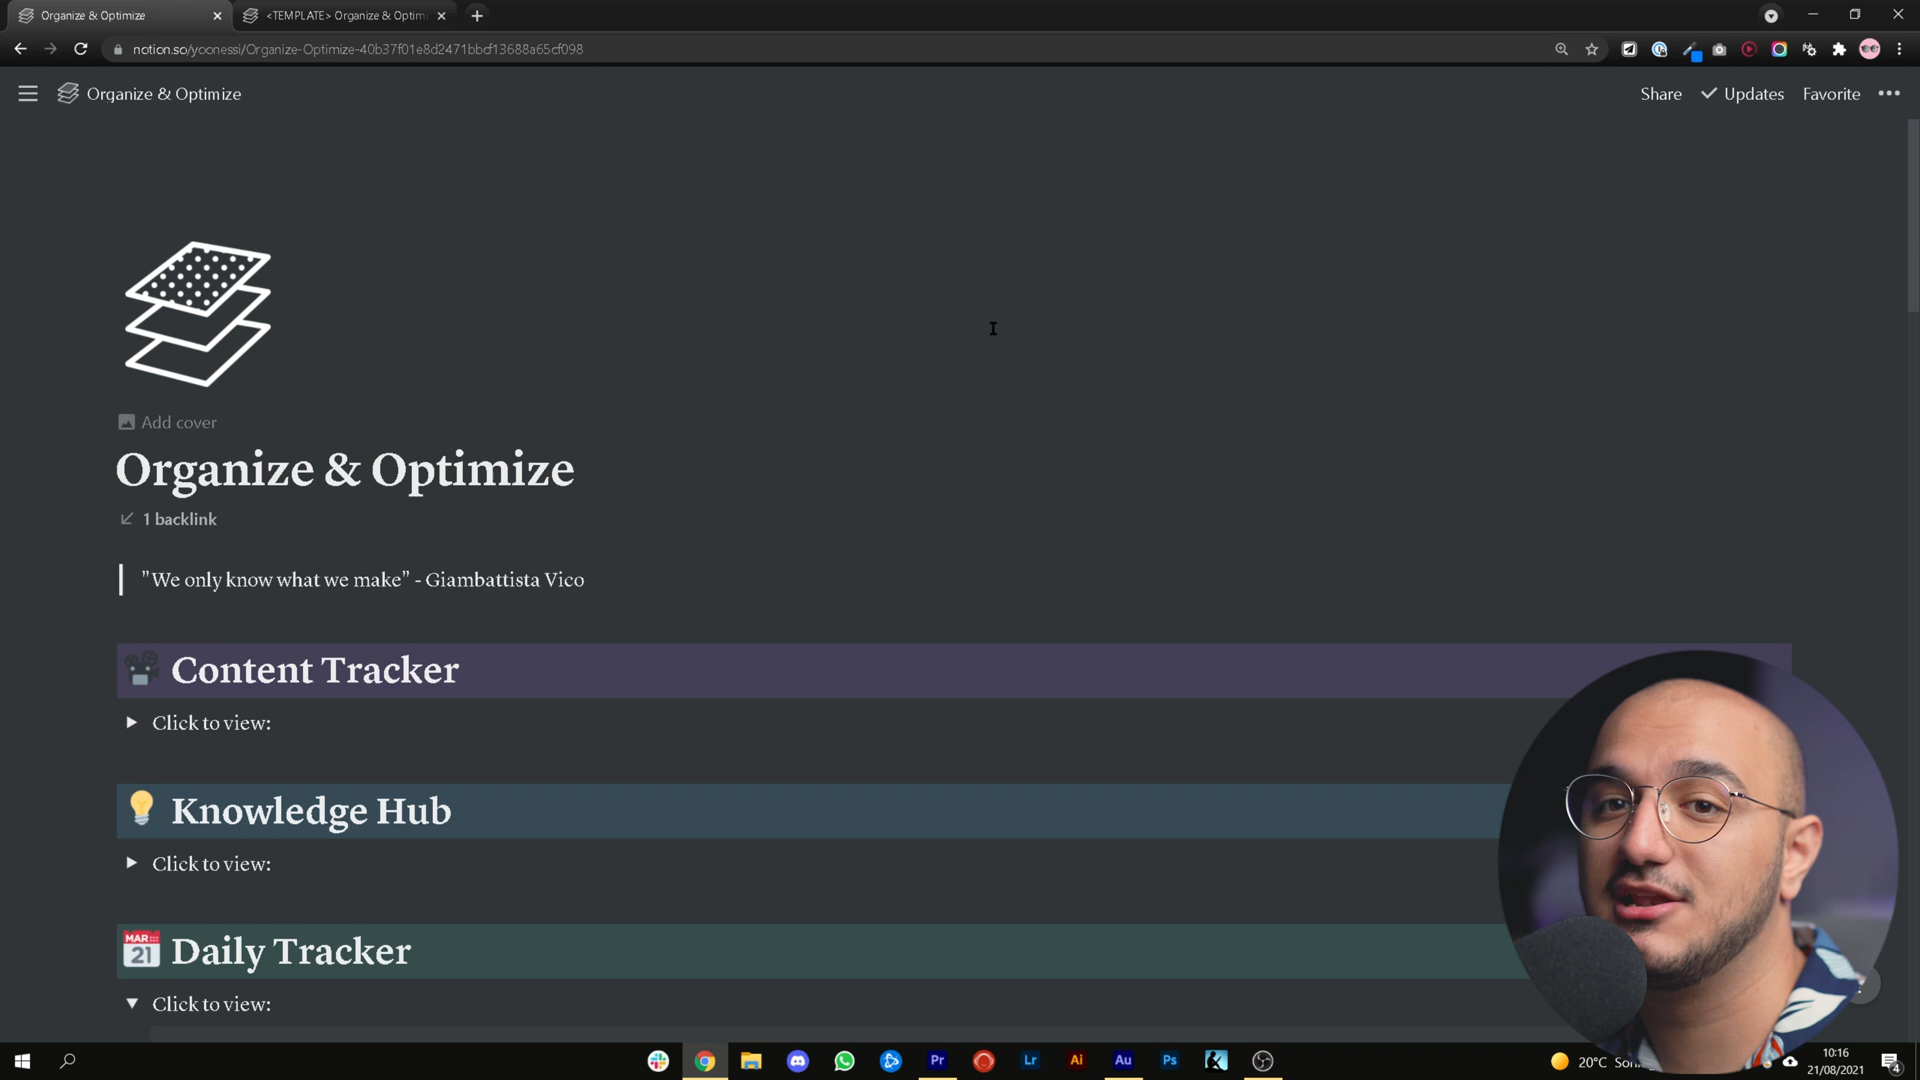 Organize & Optimize
<TEMPLATE> Organize & Optim
notion.so/yoonessi/Organize-Optimize-40b37f01e8d2471bbcf13688a65cf098
Organize & Optimize
Share
Updates
Favorite
Add cover
Organize & Optimize
1 backlink
"We only know what we make" - Giambattista Vico
Content Tracker
Click to view:
Knowledge Hub
Click to view:
MAR
21
Daily Tracker
Click to view:
Pr
Lr
Ai
Au
Ps
20°C
10:16
21/08/2021
4